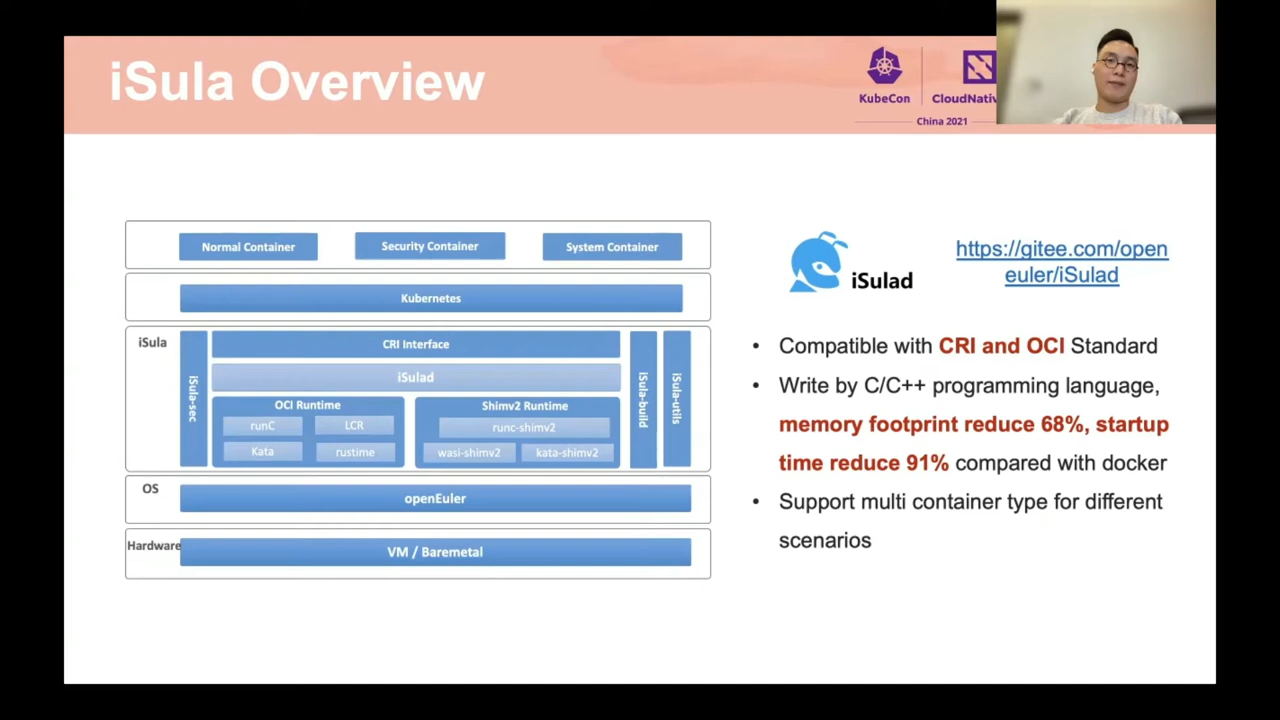 iSula Overview
KubeCon
CloudNativ
China 2021
Normal Container
Security Container
System Container
Kubernetes
iSula
iSula-sec
CRI Interface
iSulad
OCI Runtime
runC
LCR
Kata
rustime
Shimv2 Runtime
runc-shimv2
wasi-shimv2
kata-shimv2
iSula-build
iSula-utils
OS
openEuler
Hardware
VM / Baremetal
iSulad
https://gitee.com/open
euler/iSulad
• Compatible with CRI and OCI Standard
• Write by C/C++ programming language,
memory footprint reduce 68%, startup
time reduce 91% compared with docker
• Support multi container type for different
scenarios